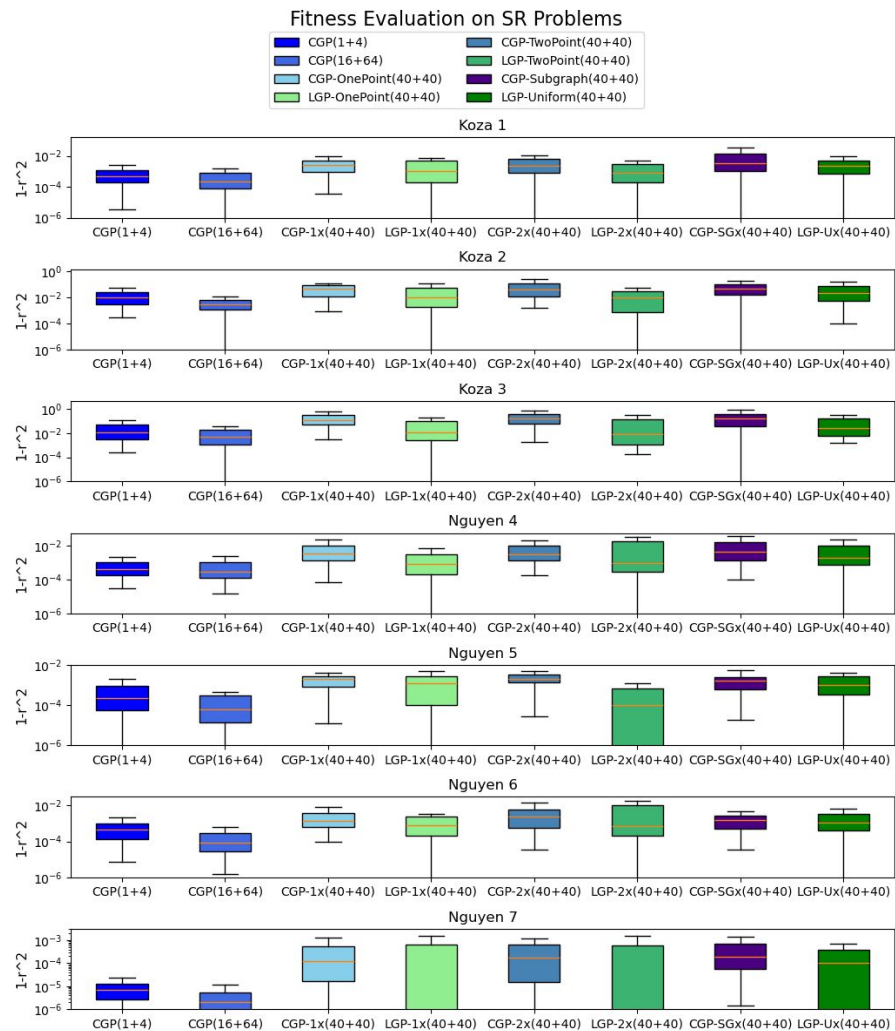 Fitness Evaluation on SR Problems
CGP(1+4)
CGP(16+64)
CGP-OnePoint(40+40)
LGP-OnePoint(40+40)
CGP-TwoPoint(40+40)
LGP-TwoPoint(40+40)
CGP-Subgraph(40+40)
LGP-Uniform(40+40)
Koza 1
1-r^2
10⁻²
10⁻⁴
10⁻⁶
CGP(1+4) CGP(16+64) CGP-1x(40+40) LGP-1x(40+40) CGP-2x(40+40) LGP-2x(40+40) CGP-SGx(40+40) LGP-Ux(40+40)
Koza 2
1-r^2
10⁰
10⁻²
10⁻⁴
10⁻⁶
CGP(1+4) CGP(16+64) CGP-1x(40+40) LGP-1x(40+40) CGP-2x(40+40) LGP-2x(40+40) CGP-SGx(40+40) LGP-Ux(40+40)
Koza 3
1-r^2
10⁰
10⁻²
10⁻⁴
10⁻⁶
CGP(1+4) CGP(16+64) CGP-1x(40+40) LGP-1x(40+40) CGP-2x(40+40) LGP-2x(40+40) CGP-SGx(40+40) LGP-Ux(40+40)
Nguyen 4
1-r^2
10⁻²
10⁻⁴
10⁻⁶
CGP(1+4) CGP(16+64) CGP-1x(40+40) LGP-1x(40+40) CGP-2x(40+40) LGP-2x(40+40) CGP-SGx(40+40) LGP-Ux(40+40)
Nguyen 5
1-r^2
10⁻²
10⁻⁴
10⁻⁶
CGP(1+4) CGP(16+64) CGP-1x(40+40) LGP-1x(40+40) CGP-2x(40+40) LGP-2x(40+40) CGP-SGx(40+40) LGP-Ux(40+40)
Nguyen 6
1-r^2
10⁻²
10⁻⁴
10⁻⁶
CGP(1+4) CGP(16+64) CGP-1x(40+40) LGP-1x(40+40) CGP-2x(40+40) LGP-2x(40+40) CGP-SGx(40+40) LGP-Ux(40+40)
Nguyen 7
1-r^2
10⁻³
10⁻⁴
10⁻⁵
10⁻⁶
CGP(1+4) CGP(16+64) CGP-1x(40+40) LGP-1x(40+40) CGP-2x(40+40) LGP-2x(40+40) CGP-SGx(40+40) LGP-Ux(40+40)